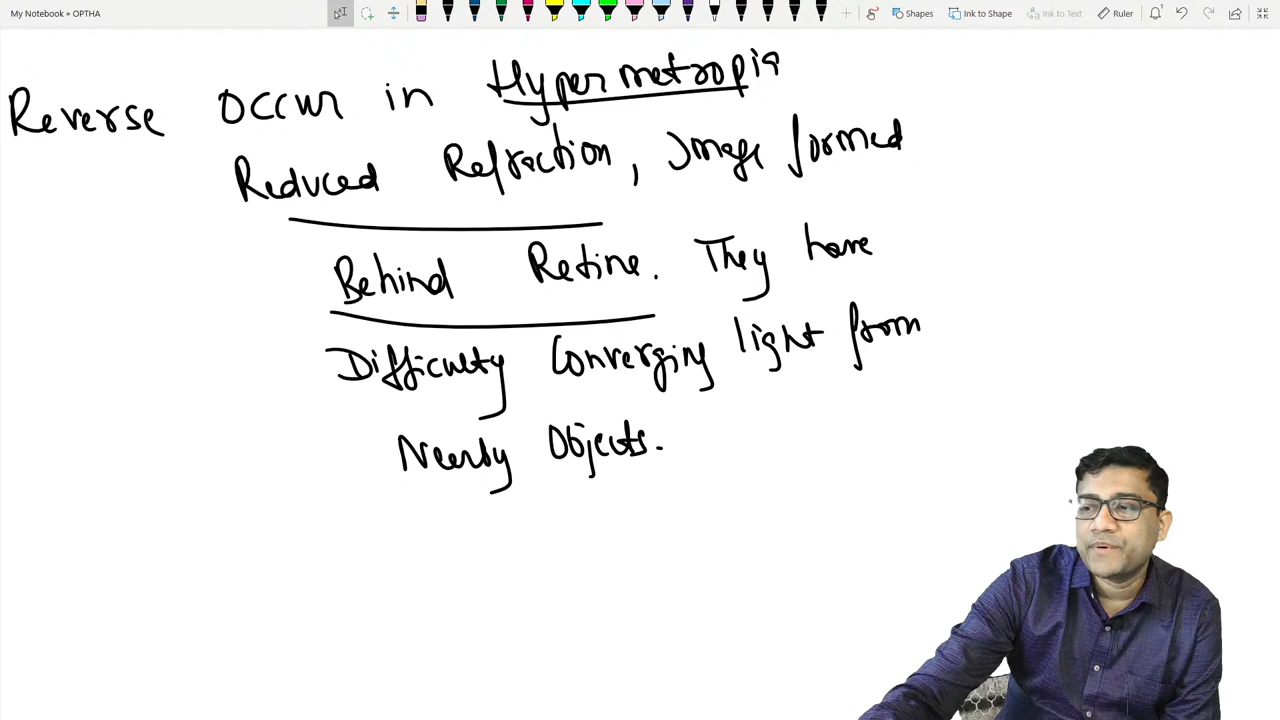 My Notebook » OPTHA
Shapes
Ink to Shape
Ink to Text
Ruler
Reverse Occur in Hypermetropia
Reduced Refraction, Image formed
Behind Retine. They have
Difficulty Converging light from
Nearby Objects.